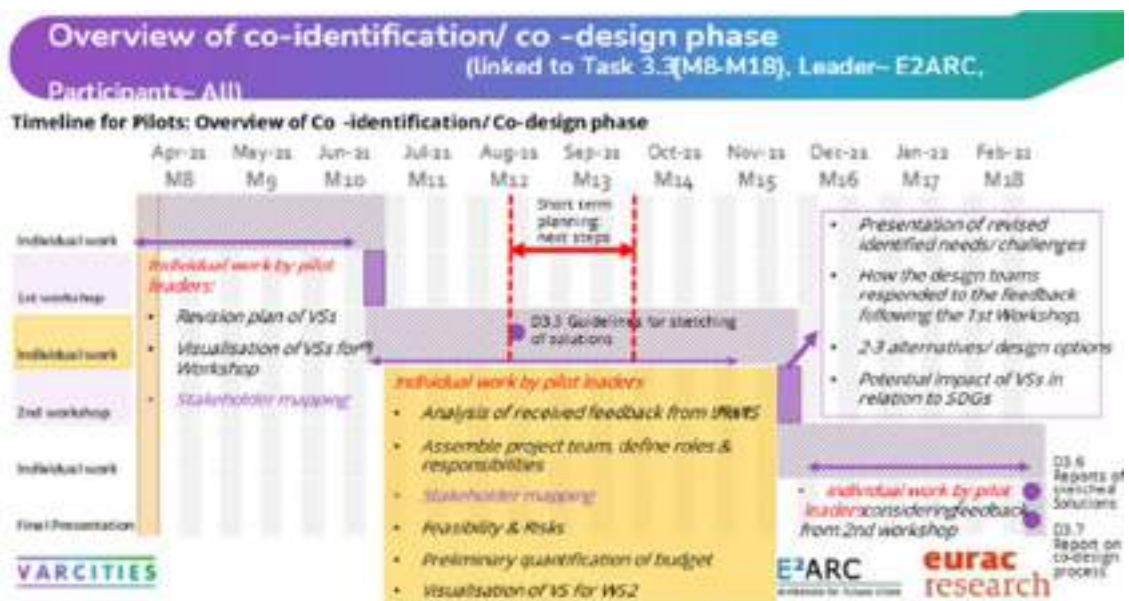 Overview of co-identification/ co -design phase
(linked to Task 3.3(M8-M18), Leader– E2ARC,
Participants– All)
Timeline for Pilots: Overview of Co -identification/Co-design phase
Apr-21 May-21 Jun-21 Jul-21 Aug-21 Sep-21 Oct-21 Nov-21 Dec-21 Jan-22 Feb-22
M8 M9 M10 M11 M12 M13 M14 M15 M16 M17 M18
Individual work
1st workshop
Individual work
2nd workshop
Individual work
Final Presentation
Individual work by pilot
leaders:
• Revision plan of VSs
• Visualisation of VSs for
Workshop
• Stakeholder mapping
Short term
planning:
next steps
D3.5 Guidelines for sketching
of solutions
Individual work by pilot leaders
• Analysis of received feedback from
• Assemble project team, define roles &
responsibilities
• Stakeholder mapping
• Feasibility & Risks
• Preliminary quantification of budget
• Visualisation of VS for WS2
• Presentation of revised
identified needs/challenges
• How the design teams
responded to the feedback
following the 1st Workshop
• 2-3 alternatives/ design options
• Potential impact of VSs in
relation to SDGs
• Individual work by pilot
leaders considering feedback
from 2nd workshop
D3.6
Reports of
sketched
Solutions
D3.7
Report on
co-design
process
VARCITIES
E²ARC
eurac
research